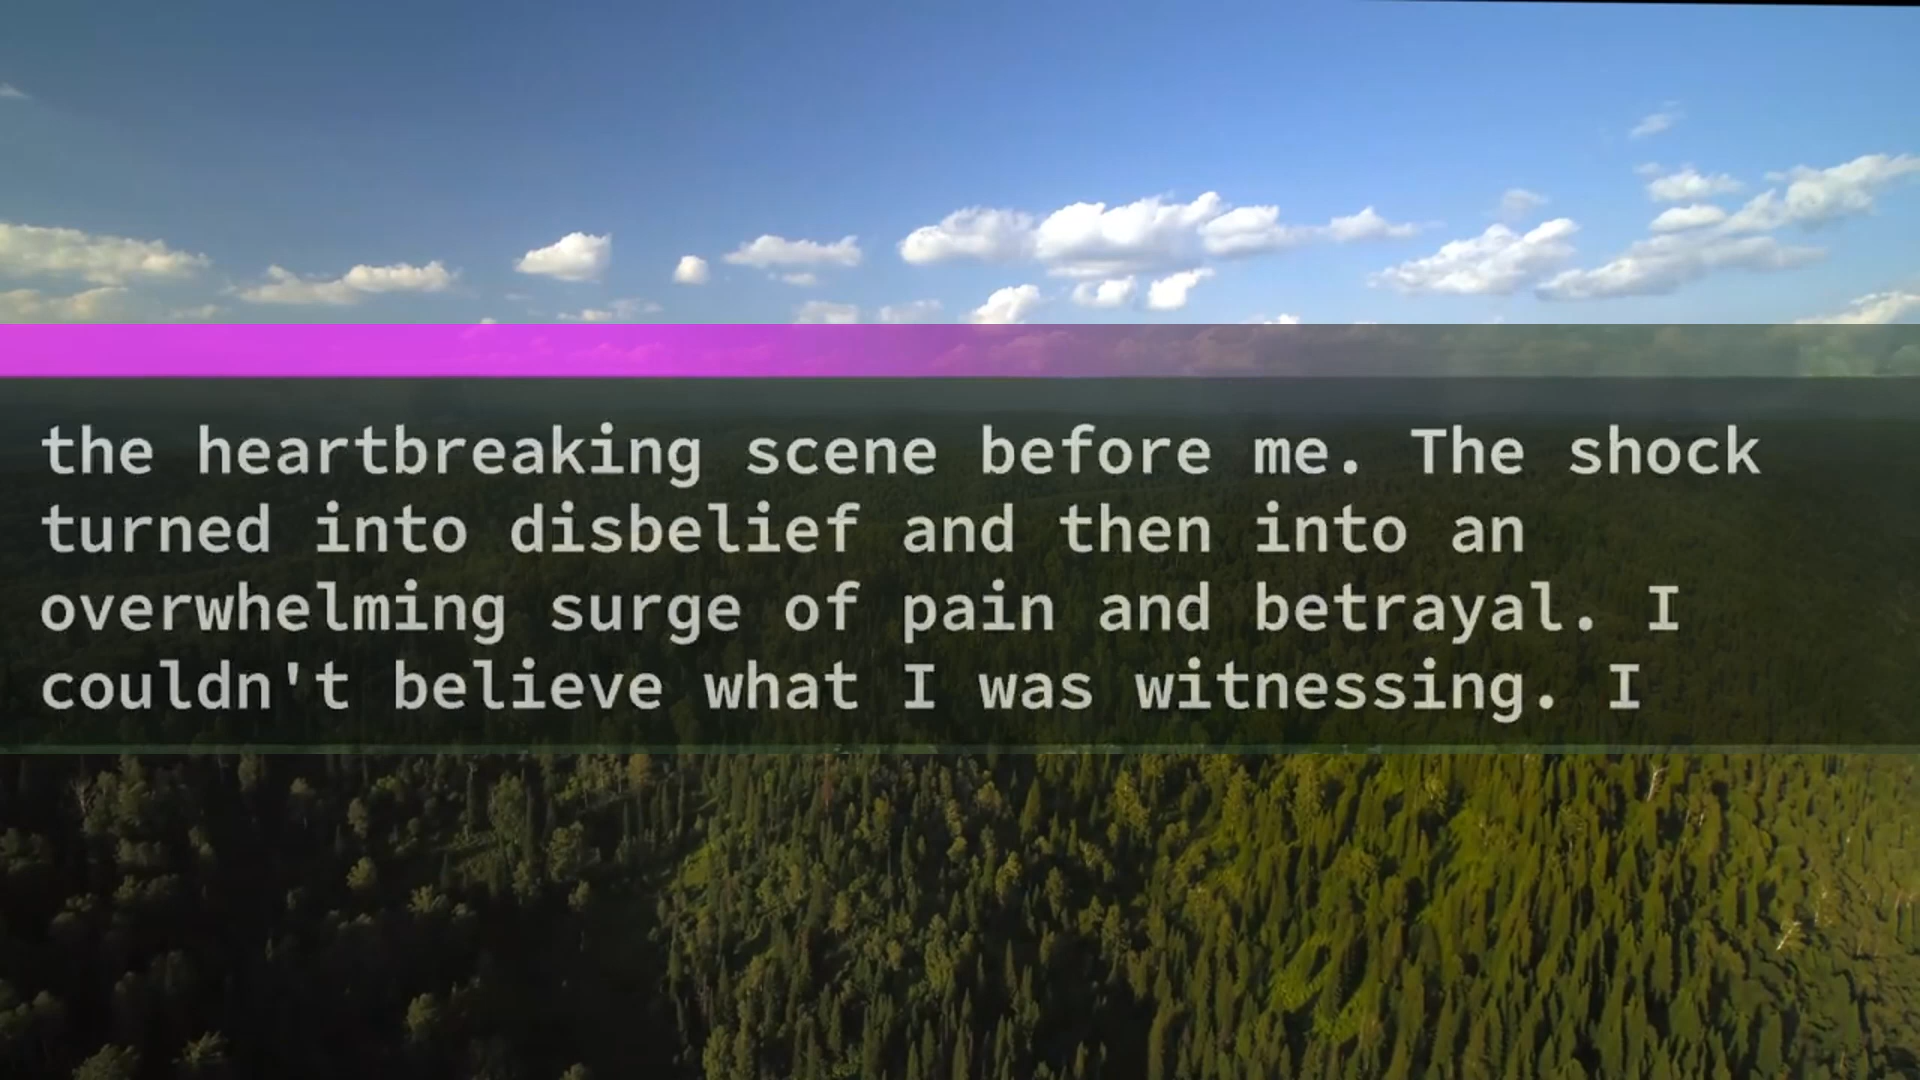 the heartbreaking scene before me. The shock
turned into disbelief and then into an
overwhelming surge of pain and betrayal. I
couldn't believe what I was witnessing. I